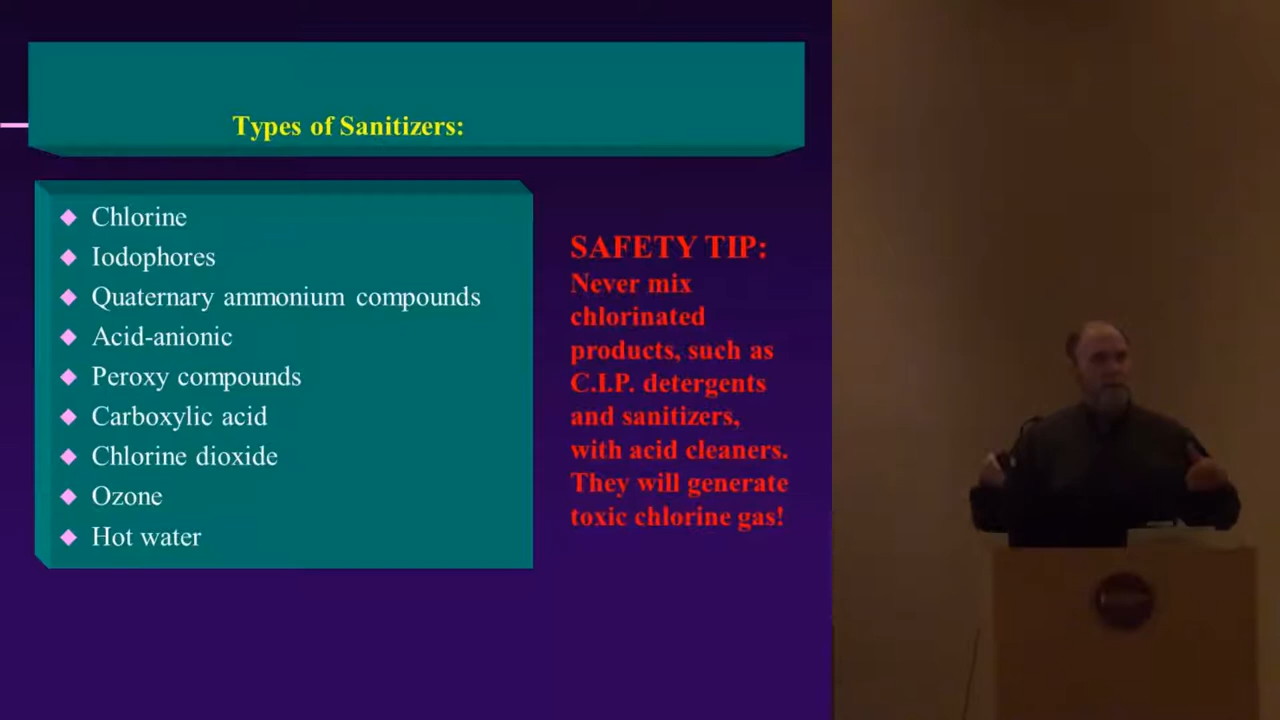 Types of Sanitizers:
Chlorine
Iodophores
Quaternary ammonium compounds
Acid-anionic
Peroxy compounds
Carboxylic acid
Chlorine dioxide
Ozone
Hot water
SAFETY TIP:
Never mix
chlorinated
products, such as
C.I.P. detergents
and sanitizers,
with acid cleaners.
They will generate
toxic chlorine gas!